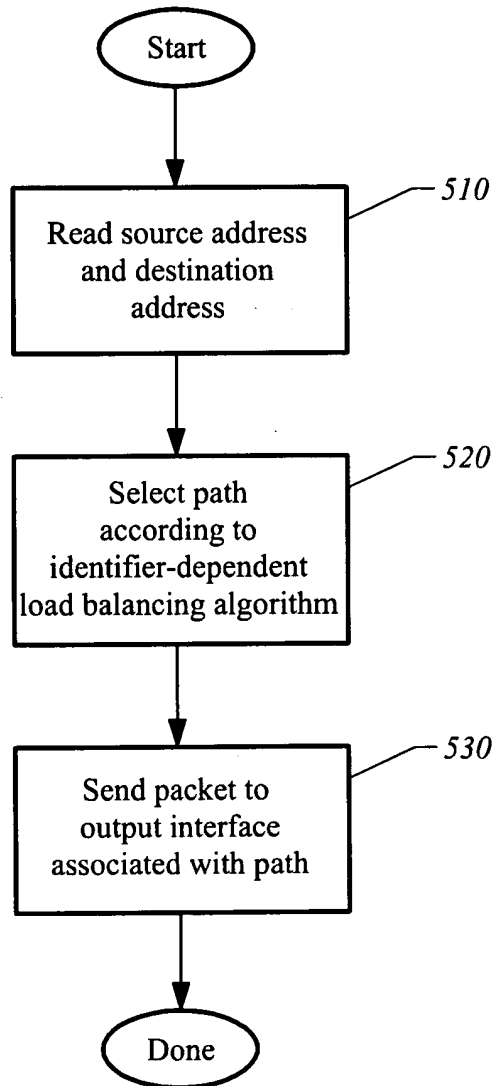 Start
510
Read source address
and destination
address
520
Select path
according to
identifier-dependent
load balancing algorithm
530
Send packet to
output interface
associated with path
Done